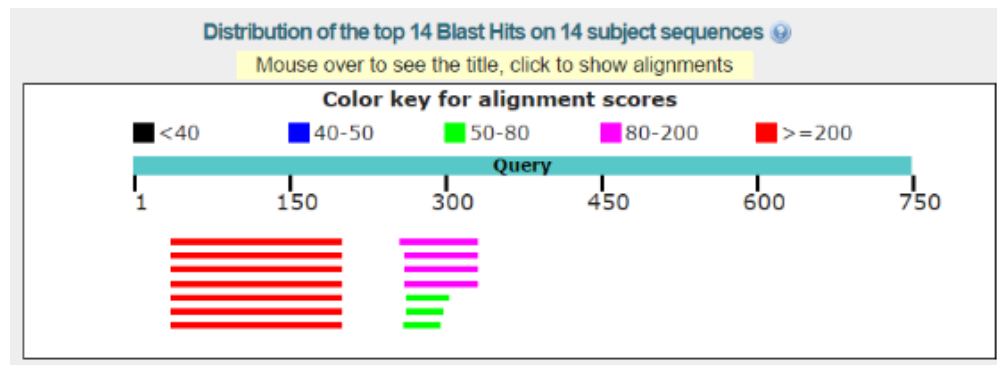 Distribution of the top 14 Blast Hits on 14 subject sequences
Mouse over to see the title, click to show alignments
Color key for alignment scores
<40 40-50 50-80 80-200 >=200
Query
1 150 300 450 600 750